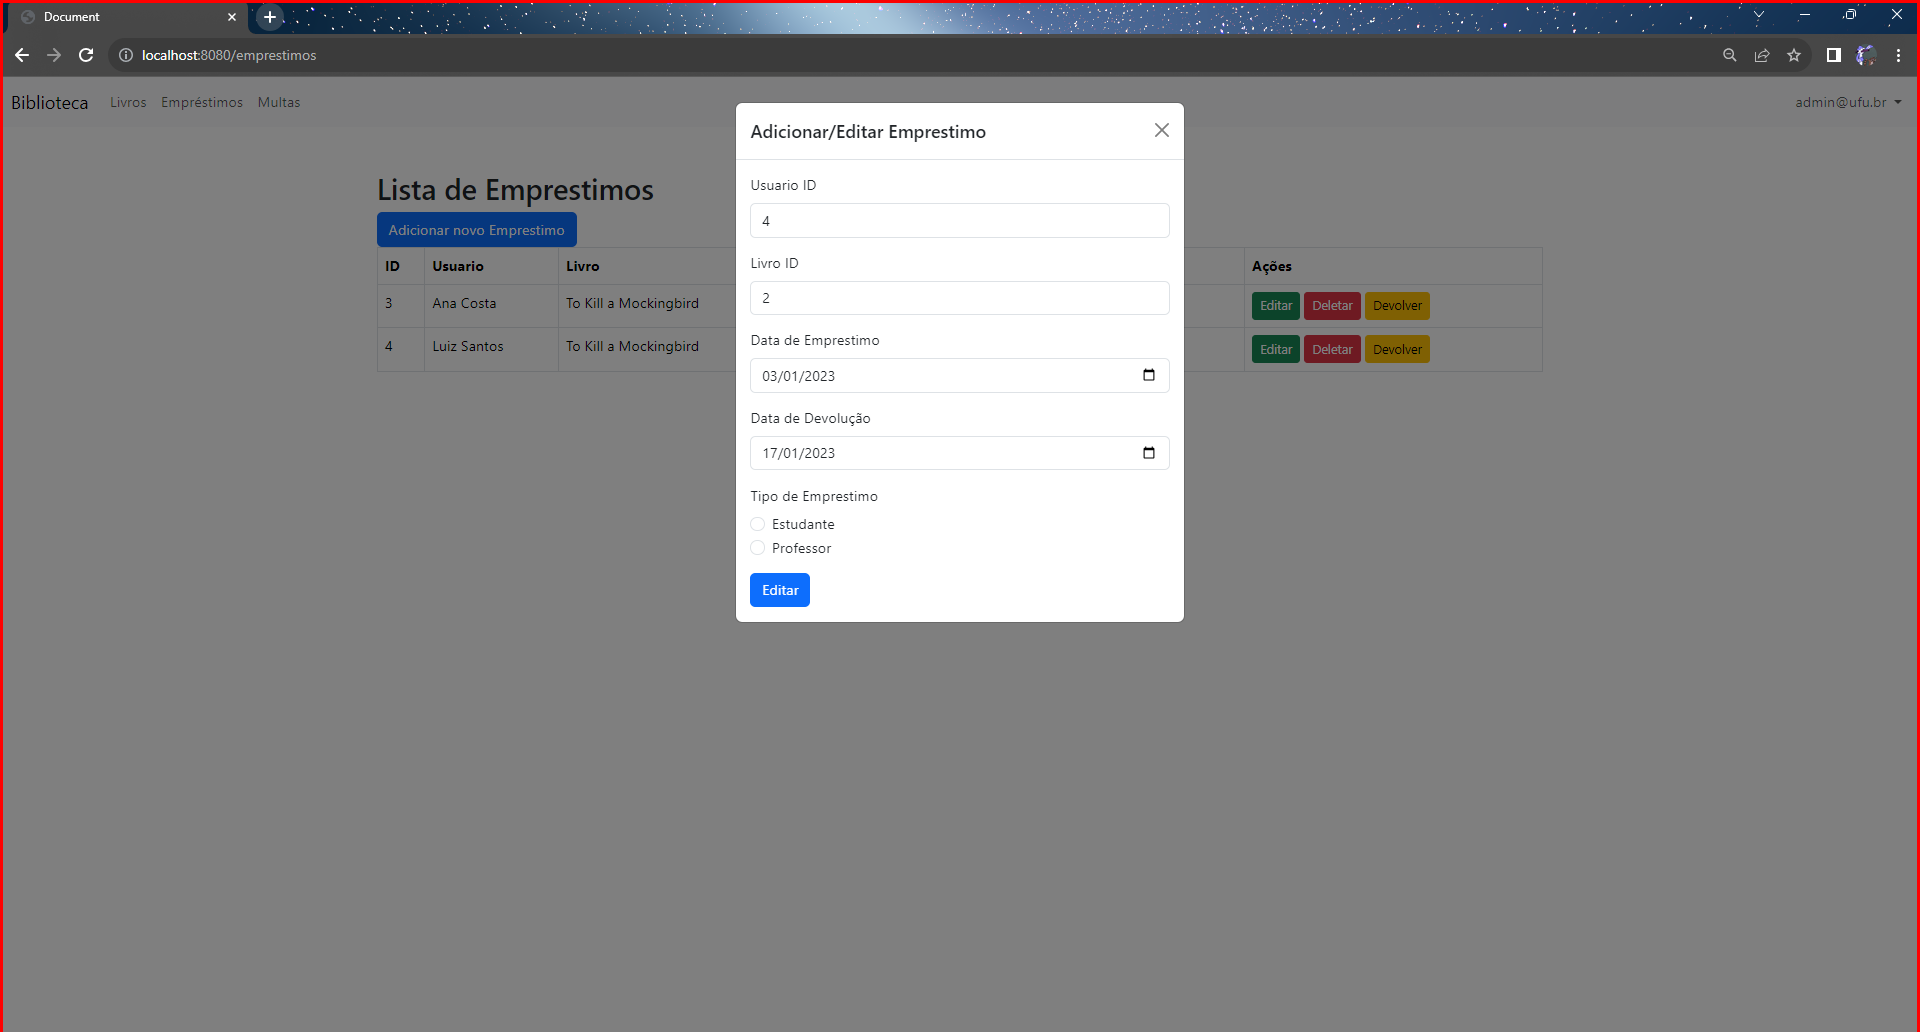 Document
localhost:8080/emprestimos
Biblioteca Livros Empréstimos Multas admin@ufu.br
Adicionar/Editar Emprestimo
Usuario ID
4
Livro ID
2
Data de Emprestimo
03/01/2023
Data de Devolução
17/01/2023
Tipo de Emprestimo
Estudante
Professor
Editar
Lista de Emprestimos
Adicionar novo Emprestimo
ID Usuario Livro Ações
3 Ana Costa To Kill a Mockingbird Editar Deletar Devolver
4 Luiz Santos To Kill a Mockingbird Editar Deletar Devolver